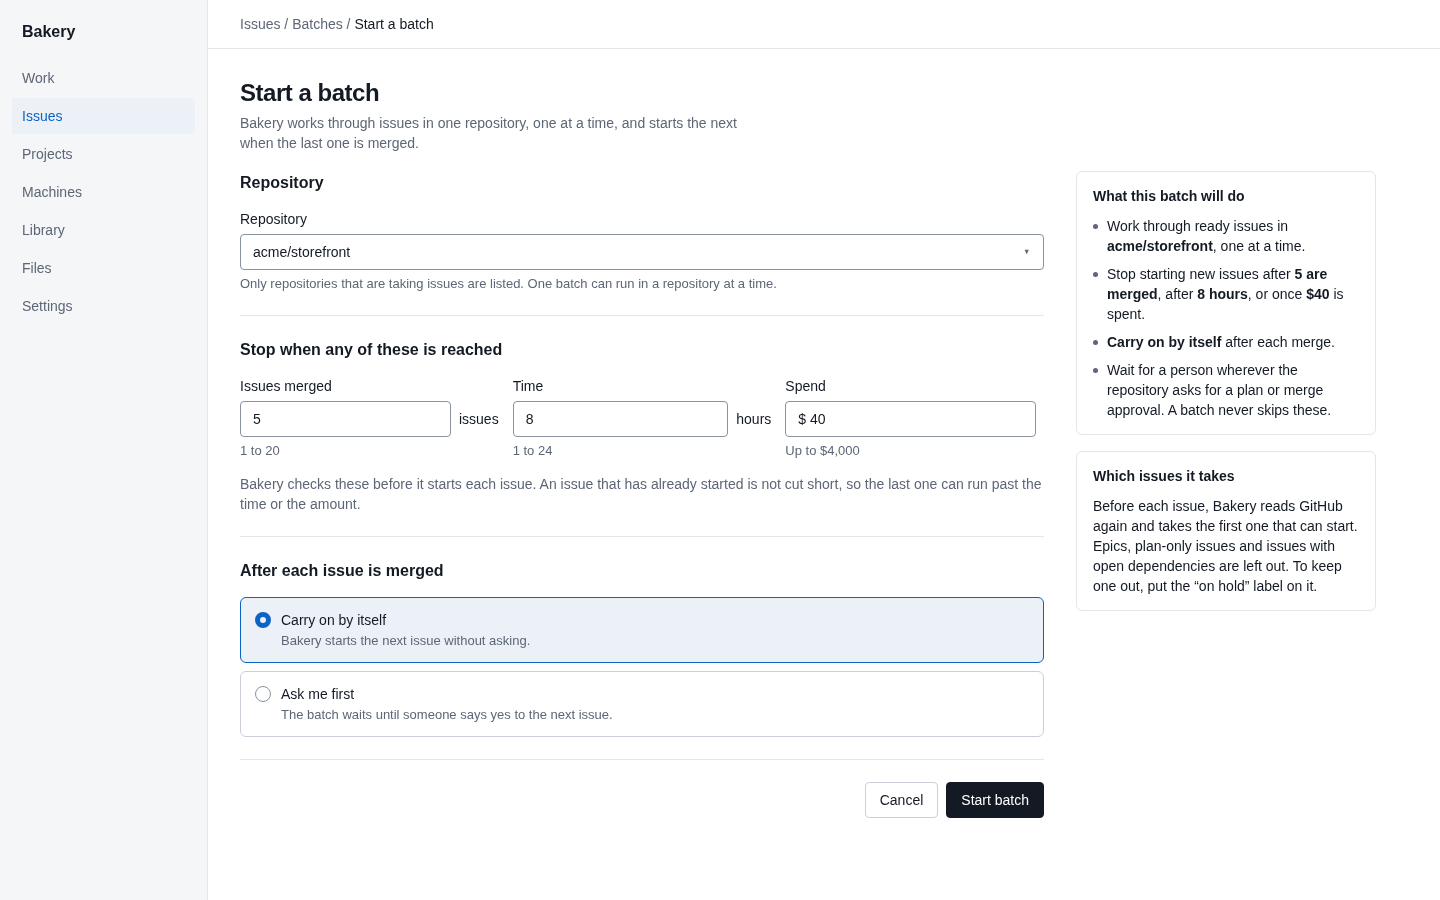 Bakery
Work
Issues
Projects
Machines
Library
Files
Settings
Issues / Batches / Start a batch
Start a batch
Bakery works through issues in one repository, one at a time, and starts the next
when the last one is merged.
Repository
Repository
acme/storefront
Only repositories that are taking issues are listed. One batch can run in a repository at a time.
Stop when any of these is reached
Issues merged
5 issues
1 to 20
Time
8 hours
1 to 24
Spend
$ 40
Up to $4,000
Bakery checks these before it starts each issue. An issue that has already started is not cut short, so the last one can run past the
time or the amount.
After each issue is merged
Carry on by itself
Bakery starts the next issue without asking.
Ask me first
The batch waits until someone says yes to the next issue.
Cancel
Start batch
What this batch will do
Work through ready issues in
acme/storefront, one at a time.
Stop starting new issues after 5 are
merged, after 8 hours, or once $40 is
spent.
Carry on by itself after each merge.
Wait for a person wherever the
repository asks for a plan or merge
approval. A batch never skips these.
Which issues it takes
Before each issue, Bakery reads GitHub
again and takes the first one that can start.
Epics, plan-only issues and issues with
open dependencies are left out. To keep
one out, put the “on hold” label on it.